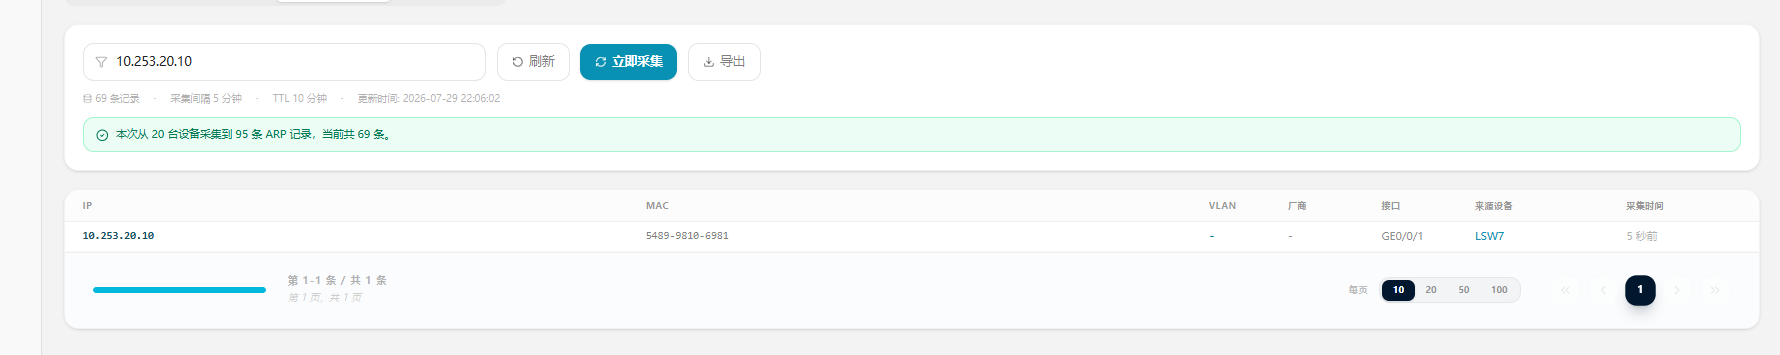 10.253.20.10 刷新 立即采集 导出
69 条记录 · 采集间隔 5 分钟 · TTL 10 分钟 · 更新时间: 2026-07-29 22:06:02
本次从 20 台设备采集到 95 条 ARP 记录，当前共 69 条。
IP MAC VLAN 厂商 接口 来源设备 采集时间
10.253.20.10 5489-9810-6981 - - GE0/0/1 LSW7 5 秒前
第 1-1 条 / 共 1 条
第 1 页，共 1 页
每页 10 20 50 100 « ‹ 1 › »